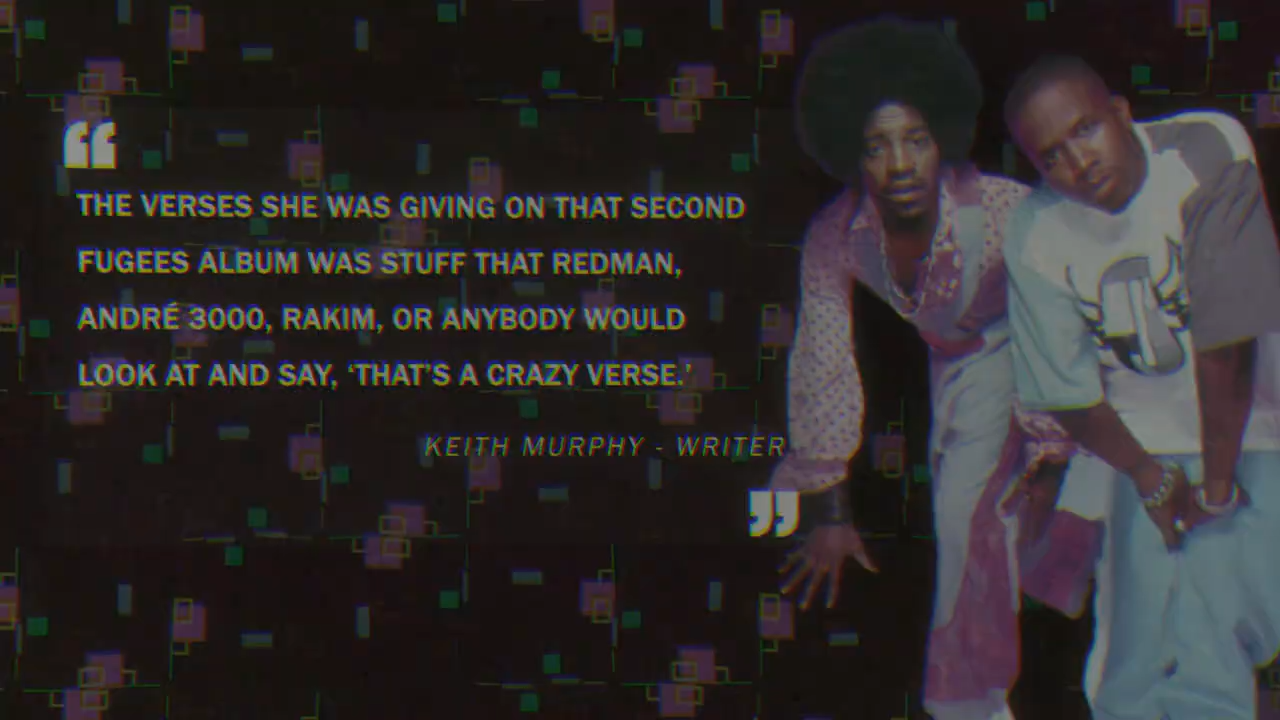 “
THE VERSES SHE WAS GIVING ON THAT SECOND
FUGEES ALBUM WAS STUFF THAT REDMAN,
ANDRÉ 3000, RAKIM, OR ANYBODY WOULD
LOOK AT AND SAY, ‘THAT’S A CRAZY VERSE.’
KEITH MURPHY - WRITER
”